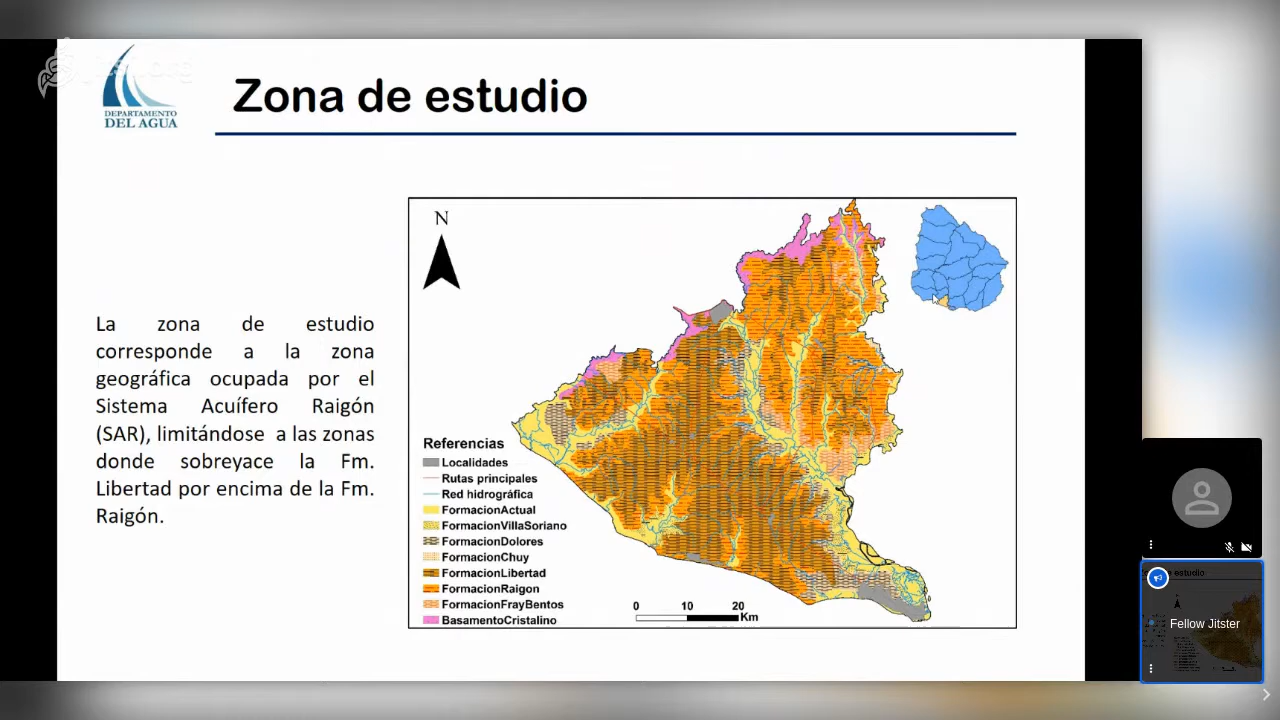 DEPARTAMENTO
DEL AGUA
Zona de estudio
La zona de estudio
corresponde a la zona
geográfica ocupada por el
Sistema Acuífero Raigón
(SAR), limitándose a las zonas
donde sobreyace la Fm.
Libertad por encima de la Fm.
Raigón.
N
Referencias
Localidades
Rutas principales
Red hidrográfica
FormacionActual
FormacionVillaSoriano
FormacionDolores
FormacionChuy
FormacionLibertad
FormacionRaigon
FormacionFrayBentos
BasamentoCristalino
0 10 20
Km
Fellow Jitster